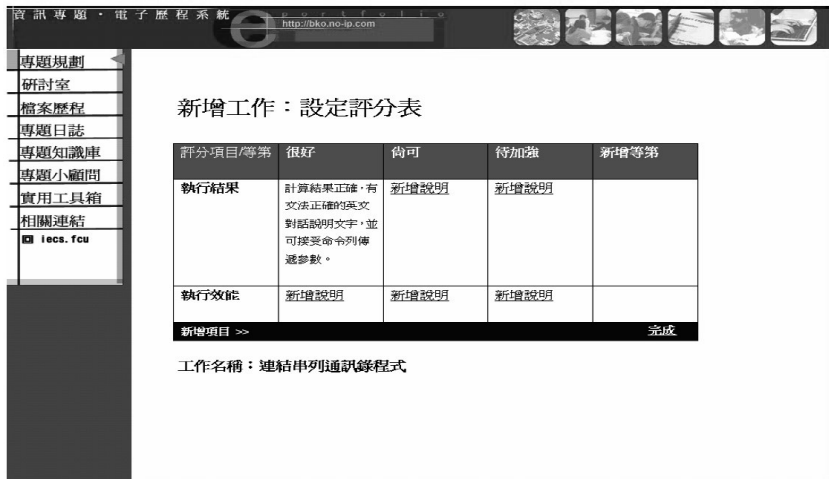 資訊專題·電子歷程系統
e portfolio
http://bko.no-ip.com
專題規劃
研討室
檔案歷程
專題日誌
專題知識庫
專題小顧問
實用工具箱
相關連結
iecs.fcu
新增工作：設定評分表
評分項目/等第 很好 尚可 待加強 新增等第
執行結果 計算結果正確，有 新增說明 新增說明
文法正確的英文
對話說明文字，並
可接受命令列傳
遞參數。
執行效能 新增說明 新增說明 新增說明
新增項目 >> 完成
工作名稱：連結串列通訊錄程式